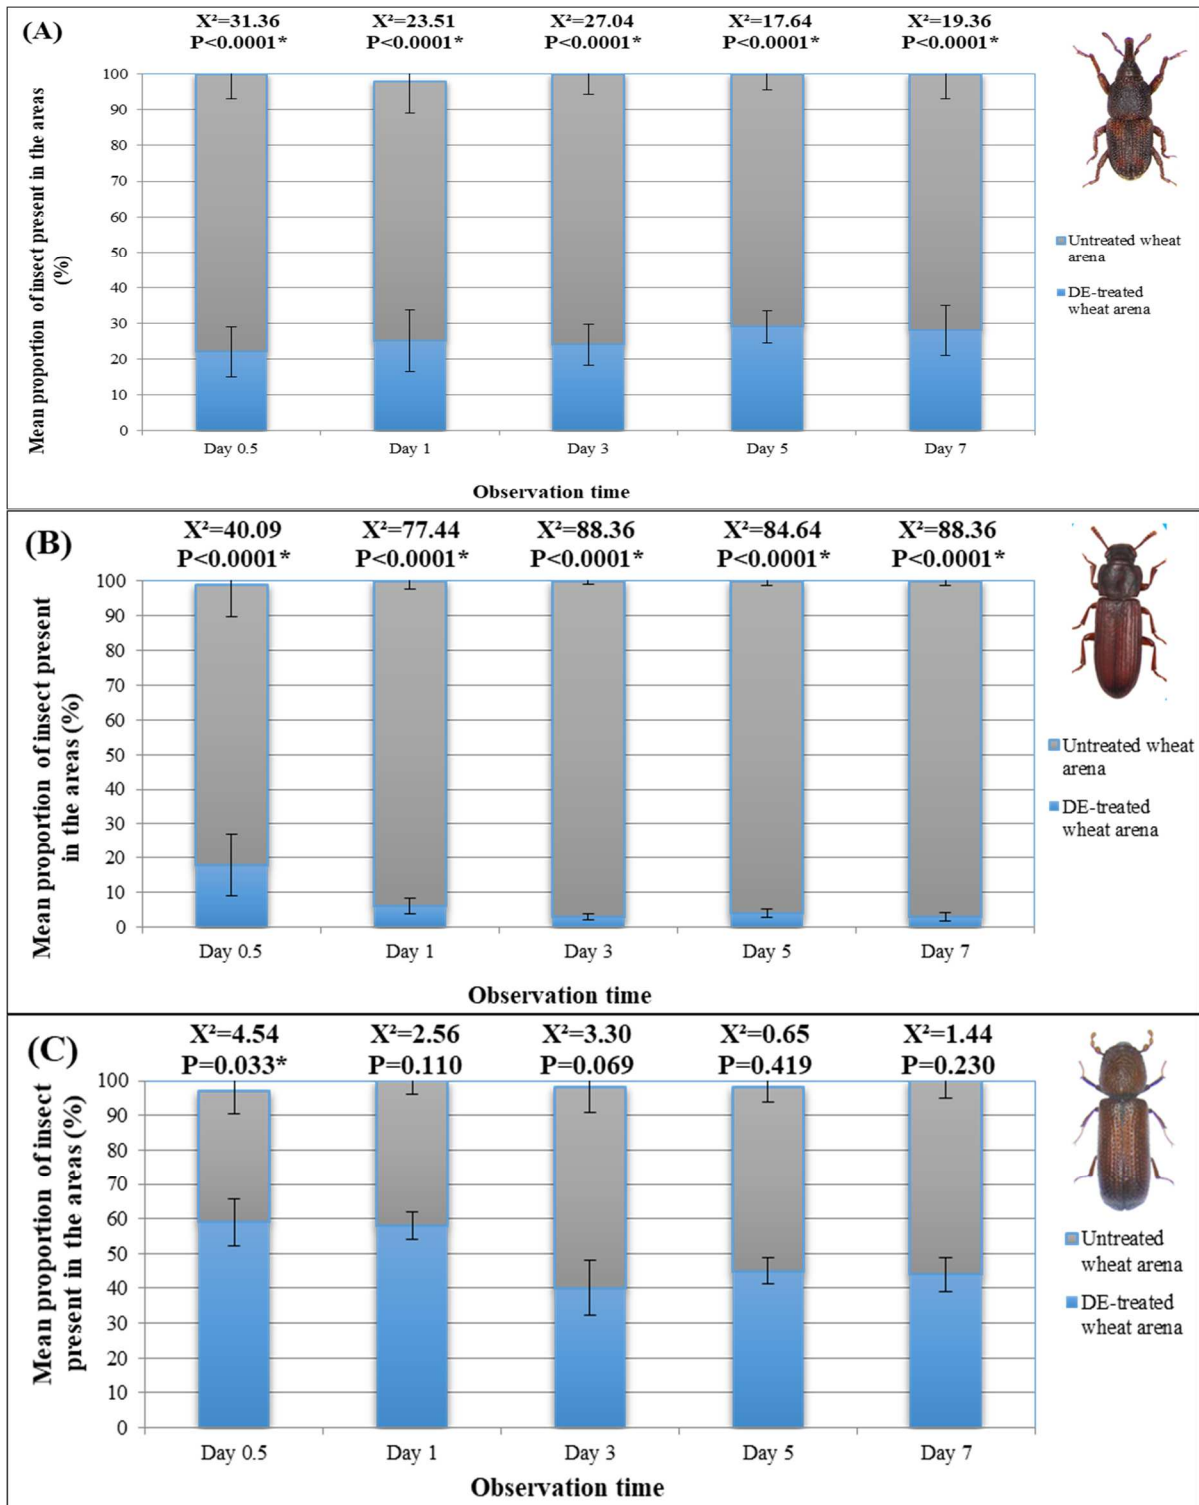 (A)
X²=31.36 X²=23.51 X²=27.04 X²=17.64 X²=19.36
P<0.0001* P<0.0001* P<0.0001* P<0.0001* P<0.0001*
Mean proportion of insect present in the areas
(%)
100
90
80
70
60
50
40
30
20
10
0
Day 0.5 Day 1 Day 3 Day 5 Day 7
Observation time
Untreated wheat
arena
DE-treated
wheat arena
(B)
X²=40.09 X²=77.44 X²=88.36 X²=84.64 X²=88.36
P<0.0001* P<0.0001* P<0.0001* P<0.0001* P<0.0001*
Mean proportion of insect present
in the areas (%)
100
90
80
70
60
50
40
30
20
10
0
Day 0.5 Day 1 Day 3 Day 5 Day 7
Observation time
Untreated wheat
arena
DE-treated
wheat arena
(C)
X²=4.54 X²=2.56 X²=3.30 X²=0.65 X²=1.44
P=0.033* P=0.110 P=0.069 P=0.419 P=0.230
Mean proportion of insect
present in the areas (%)
100
90
80
70
60
50
40
30
20
10
0
Day 0.5 Day 1 Day 3 Day 5 Day 7
Observation time
Untreated
wheat arena
DE-treated
wheat arena